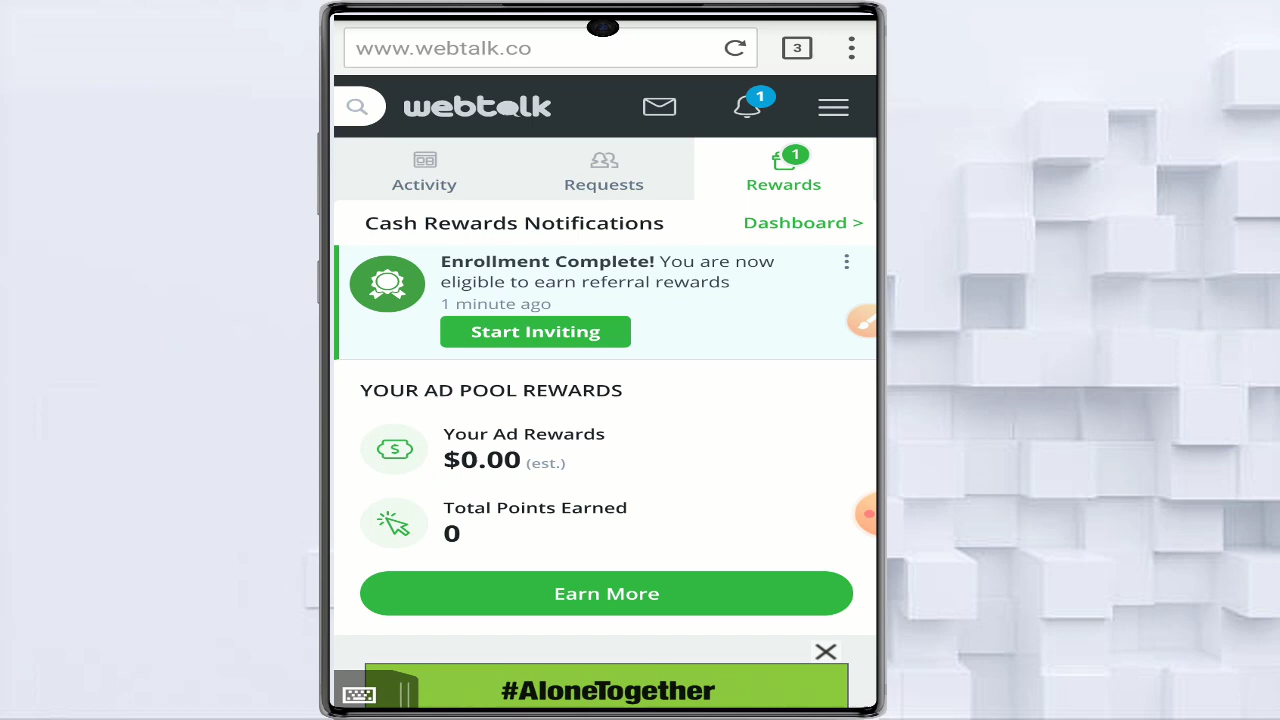 www.webtalk.co
3
webtalk
1
1
Activity
Requests
Rewards
Cash Rewards Notifications
Dashboard >
Enrollment Complete! You are now
eligible to earn referral rewards
1 minute ago
Start Inviting
YOUR AD POOL REWARDS
Your Ad Rewards
$0.00 (est.)
Total Points Earned
0
Earn More
#AloneTogether